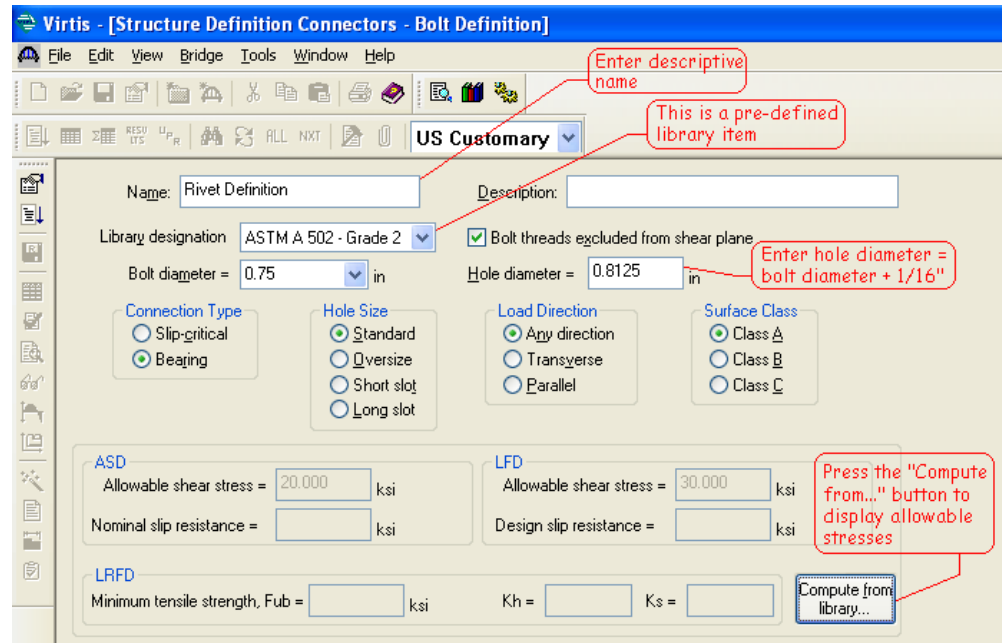 Virtis - [Structure Definition Connectors - Bolt Definition]
File Edit View Bridge Tools Window Help
Enter descriptive
name
This is a pre-defined
library item
RESU
LTS
UPR
ALL NXT
US Customary
Name: Rivet Definition
Description:
Library designation ASTM A 502 - Grade 2
Bolt threads excluded from shear plane
Bolt diameter = 0.75 in
Hole diameter = 0.8125 in
Enter hole diameter =
bolt diameter + 1/16"
Connection Type
Slip-critical
Bearing
Hole Size
Standard
Oversize
Short slot
Long slot
Load Direction
Any direction
Transverse
Parallel
Surface Class
Class A
Class B
Class C
ASD
Allowable shear stress = 20.000 ksi
Nominal slip resistance = ksi
LFD
Allowable shear stress = 30.000 ksi
Design slip resistance = ksi
Press the "Compute
from..." button to
display allowable
stresses
LRFD
Minimum tensile strength, Fub = ksi
Kh =
Ks =
Compute from
library...